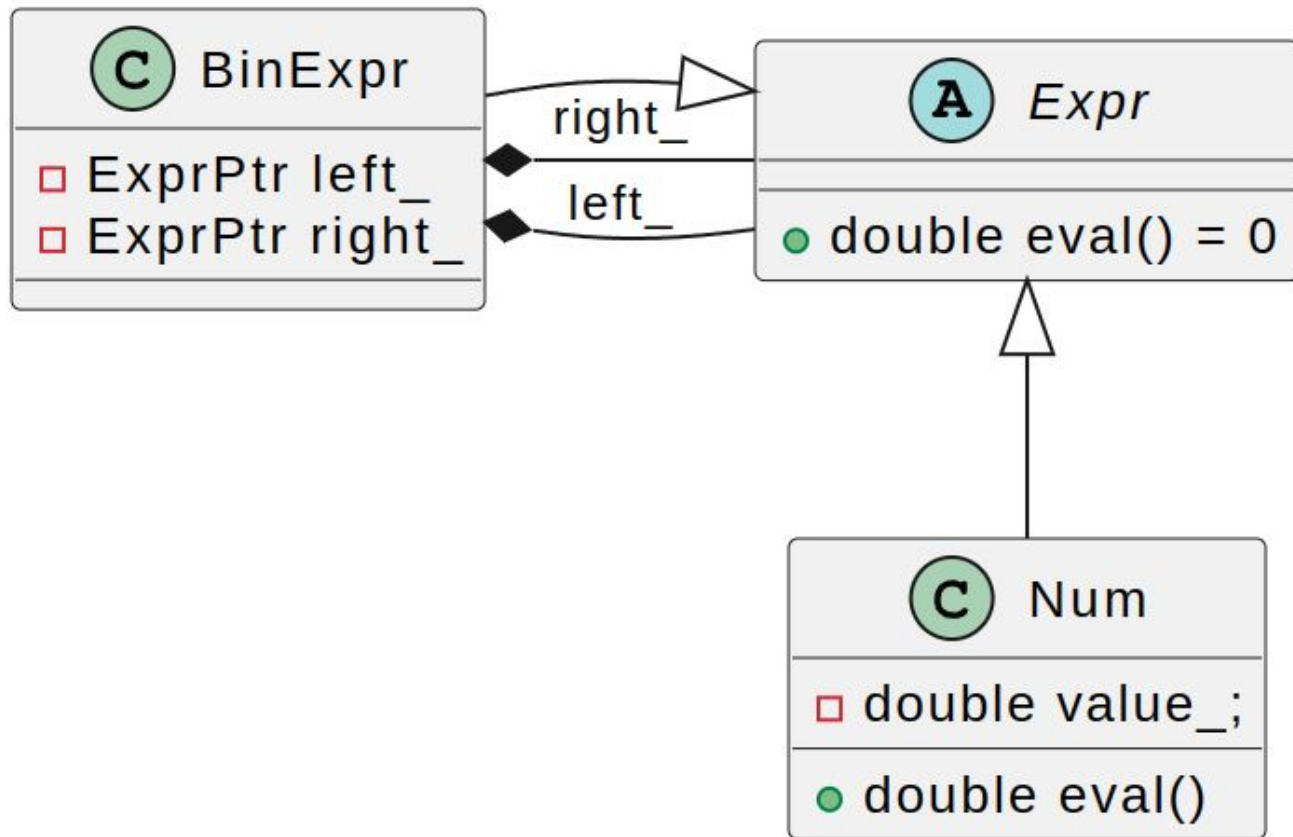 C BinExpr
ExprPtr left_
ExprPtr right_
right_
left_
A Expr
double eval() = 0
C Num
double value_;
double eval()